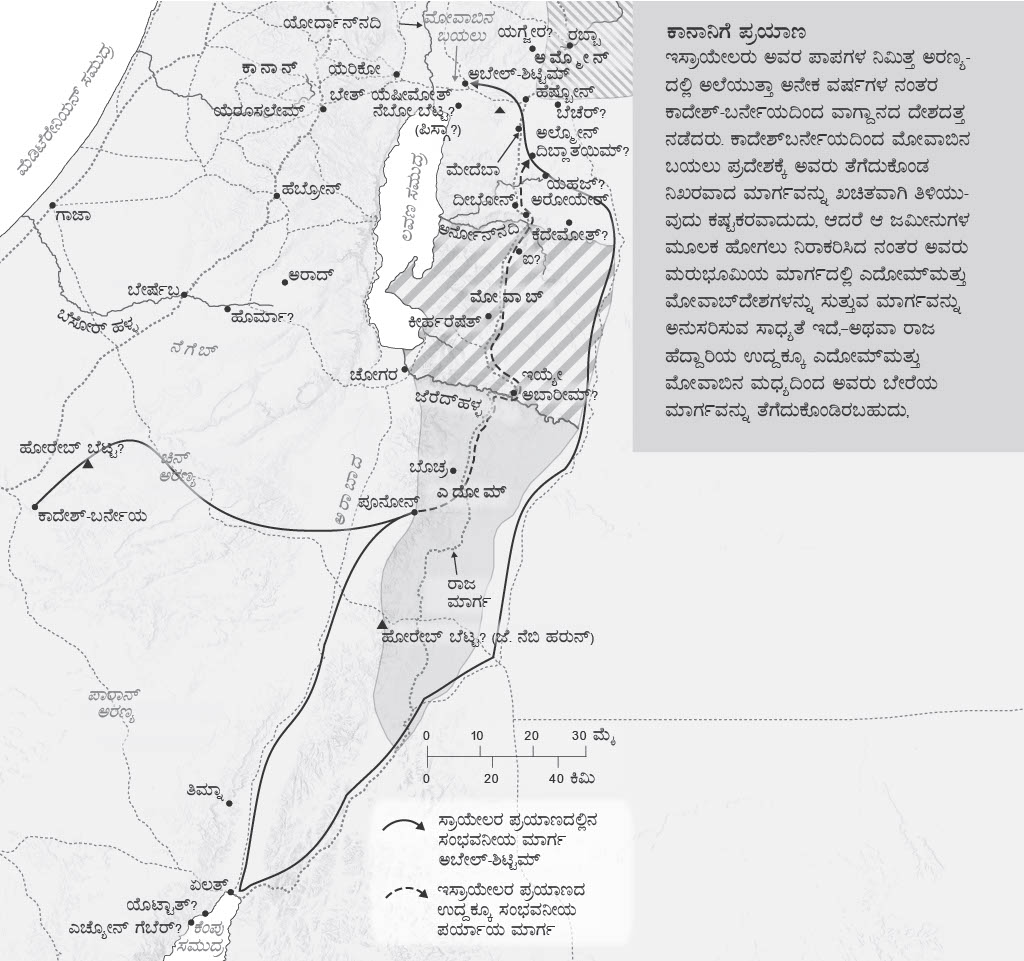 ಕಾನಾನಿಗೆ ಪ್ರಯಾಣ
ಇಸ್ರಾಯೇಲರು ಅವರ ಪಾಪಗಳ ನಿಮಿತ್ತ ಅರಣ್ಯ-
ದಲ್ಲಿ ಅಲೆಯುತ್ತಾ ಅನೇಕ ವರ್ಷಗಳ ನಂತರ
ಕಾದೇಶ್-ಬರ್ನೇಯದಿಂದ ವಾಗ್ದಾನದ ದೇಶದತ್ತ
ನಡೆದರು. ಕಾದೇಶ್‌ಬರ್ನೇಯದಿಂದ ಮೋವಾಬಿನ
ಬಯಲು ಪ್ರದೇಶಕ್ಕೆ ಅವರು ತೆಗೆದುಕೊಂಡ
ನಿಖರವಾದ ಮಾರ್ಗವನ್ನು ಖಚಿತವಾಗಿ ತಿಳಿಯು-
ವುದು ಕಷ್ಟಕರವಾದುದು, ಆದರೆ ಆ ಜಮೀನುಗಳ
ಮೂಲಕ ಹೋಗಲು ನಿರಾಕರಿಸಿದ ನಂತರ ಅವರು
ಮರುಭೂಮಿಯ ಮಾರ್ಗದಲ್ಲಿ ಎದೋಮ್‌ಮತ್ತು
ಮೋವಾಬ್‌ದೇಶಗಳನ್ನು ಸುತ್ತುವ ಮಾರ್ಗವನ್ನು
ಅನುಸರಿಸುವ ಸಾಧ್ಯತೆ ಇದೆ-ಅಥವಾ ರಾಜ
ಹೆದ್ದಾರಿಯ ಉದ್ದಕ್ಕೂ ಎದೋಮ್‌ಮತ್ತು
ಮೋವಾಬಿನ ಮಧ್ಯದಿಂದ ಅವರು ಬೇರೆಯ
ಮಾರ್ಗವನ್ನು ತೆಗೆದುಕೊಂಡಿರಬಹುದು,
ಯೋರ್ದಾನ್‌ನದಿ
ಮೋವಾಬಿನ
ಬಯಲು
ಯಗ್ಜೇರ?
ರಬ್ಬಾ
ಅಮ್ಮೋನ್
ಮೆಡಿಟೆರೇನಿಯನ್ ಸಮುದ್ರ
ಕಾನಾನ್
ಯೆರಿಕೋ
ಅಬೇಲ್-ಶಿಟ್ಟಿಮ್
ಹೆಷ್ಬೋನ್
ಭೇತ್ ಯೆಷೀಮೋತ್
ಯೆರೂಸಲೇಮ್
ನೆಬೋ ಬೆಟ್ಟ?
(ಪಿಸ್ಗಾ?)
ಬೆಚೆರ್?
ಅಲ್ಮೋನ್
ದಿಬ್ಲಾತಯಿಮ್?
ಮೇದೆಬಾ
ಯಹಜ್?
ಹೆಬ್ರೋನ್
ದೀಬೋನ್
ಅರೋಯೇರ್
ಗಾಜಾ
ಲವಣ ಸಮುದ್ರ
ಅರ್ನೋನ್‌ನದಿ
ಕೆದೇಮೋತ್?
ಐ?
ಅರಾದ್
ಬೇರ್ಷೆಬ
ಮೋವಾಬ್
ಹೊರ್ಮಾ?
ಬೆಸೋರ್ ಹಳ್ಳ
ಕೀರ್ಹರೆಷೆತ್
ನೆಗೆಬ್
ಚೋಗರ
ಇಯ್ಯೇ
ಅಬಾರೀಮ್?
ಜೆರೆದ್‌ಹಳ್ಳ
ಹೋರೇಬ್ ಬೆಟ್ಟ?
ಚಿನ್
ಅರಣ್ಯ
ಬೊಚ್ರ
ಅರಾಬಾದ
ಎದೋಮ್
ಪೂನೋನ್
ಕಾದೇಶ್-ಬರ್ನೇಯ
ರಾಜ
ಮಾರ್ಗ
ಹೋರೇಬ್ ಬೆಟ್ಟ? (ಜೆ. ನೆಬಿ ಹರುನ್)
ಪಾರಾನ್
ಅರಣ್ಯ
0 10 20 30 ಮೈ
0 20 40 ಕಿಮಿ
ತಿಮ್ನಾ
ಸ್ರಾಯೇಲರ ಪ್ರಯಾಣದಲ್ಲಿನ
ಸಂಭವನೀಯ ಮಾರ್ಗ
ಅಬೇಲ್-ಶಿಟ್ಟಿಮ್
ಇಸ್ರಾಯೇಲರ ಪ್ರಯಾಣದ
ಉದ್ದಕ್ಕೂ ಸಂಭವನೀಯ
ಪರ್ಯಾಯ ಮಾರ್ಗ
ಏಲತ್
ಯೊಟ್ಬಾತ್?
ಎಚ್ಯೋನ್ ಗೆಬೆರ್?
ಕೆಂಪು
ಸಮುದ್ರ